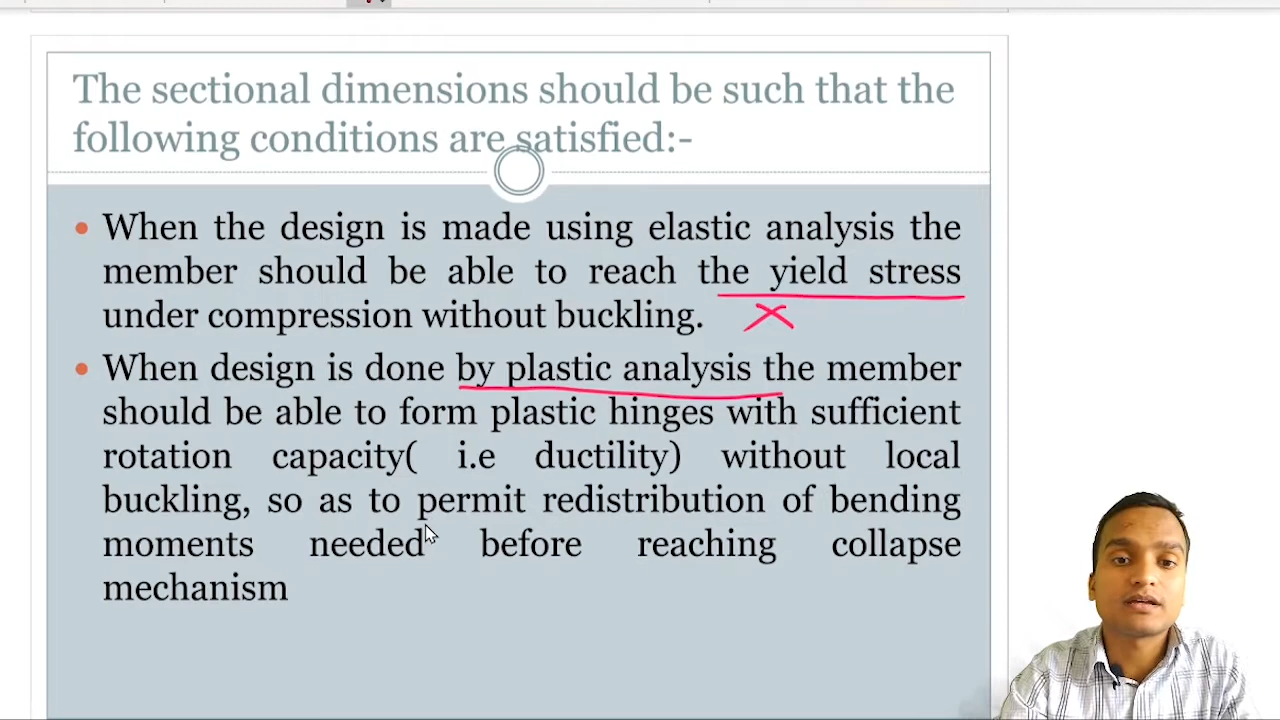 The sectional dimensions should be such that the
following conditions are satisfied:-
• When the design is made using elastic analysis the
member should be able to reach the yield stress
under compression without buckling.
• When design is done by plastic analysis the member
should be able to form plastic hinges with sufficient
rotation capacity( i.e ductility) without local
buckling, so as to permit redistribution of bending
moments needed before reaching collapse
mechanism